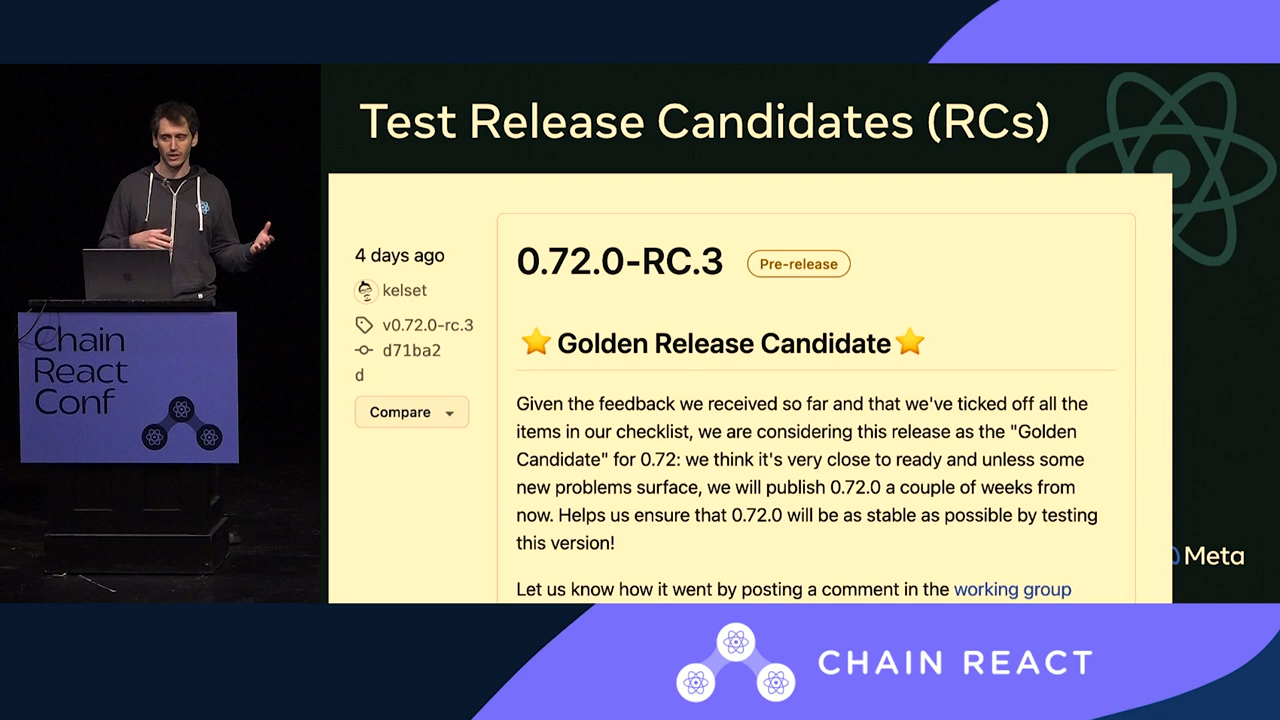 Test Release Candidates (RCs)
4 days ago
kelset
v0.72.0-rc.3
d71ba2
d
Compare
0.72.0-RC.3
Pre-release
⭐ Golden Release Candidate ⭐
Given the feedback we received so far and that we've ticked off all the
items in our checklist, we are considering this release as the "Golden
Candidate" for 0.72: we think it's very close to ready and unless some
new problems surface, we will publish 0.72.0 a couple of weeks from
now. Helps us ensure that 0.72.0 will be as stable as possible by testing
this version!
Let us know how it went by posting a comment in the working group
Meta
Chain
React
Conf
CHAIN REACT